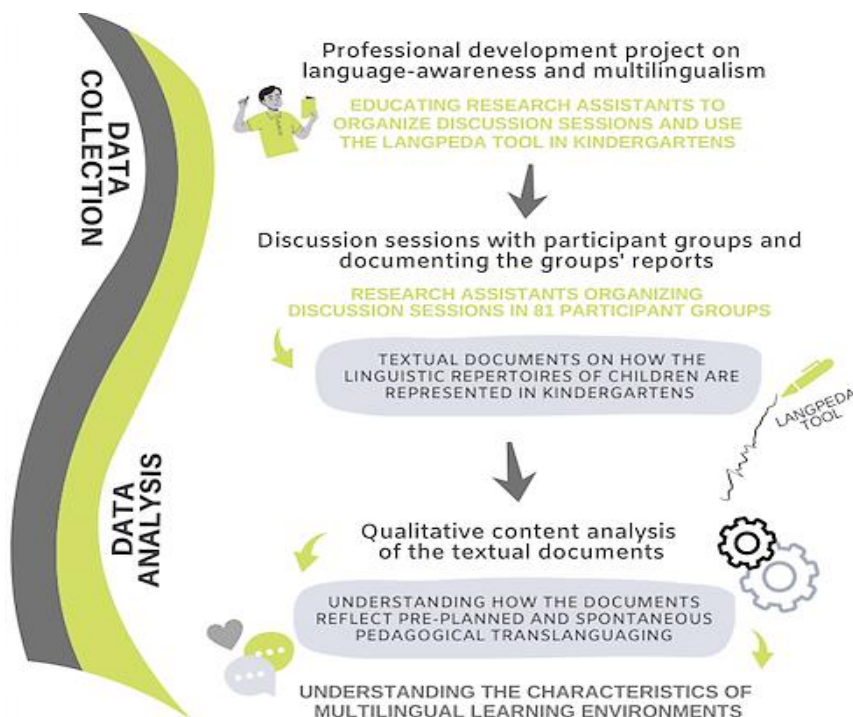 DATA
COLLECTION
Professional development project on
language-awareness and multilingualism
EDUCATING RESEARCH ASSISTANTS TO
ORGANIZE DISCUSSION SESSIONS AND USE
THE LANGPEDA TOOL IN KINDERGARTENS
Discussion sessions with participant groups and
documenting the groups' reports
RESEARCH ASSISTANTS ORGANIZING
DISCUSSION SESSIONS IN 81 PARTICIPANT GROUPS
TEXTUAL DOCUMENTS ON HOW THE
LINGUISTIC REPERTOIRES OF CHILDREN ARE
REPRESENTED IN KINDERGARTENS
LANGPEDA
TOOL
DATA
ANALYSIS
Qualitative content analysis
of the textual documents
UNDERSTANDING HOW THE DOCUMENTS
REFLECT PRE-PLANNED AND SPONTANEOUS
PEDAGOGICAL TRANSLANGUAGING
UNDERSTANDING THE CHARACTERISTICS OF
MULTILINGUAL LEARNING ENVIRONMENTS